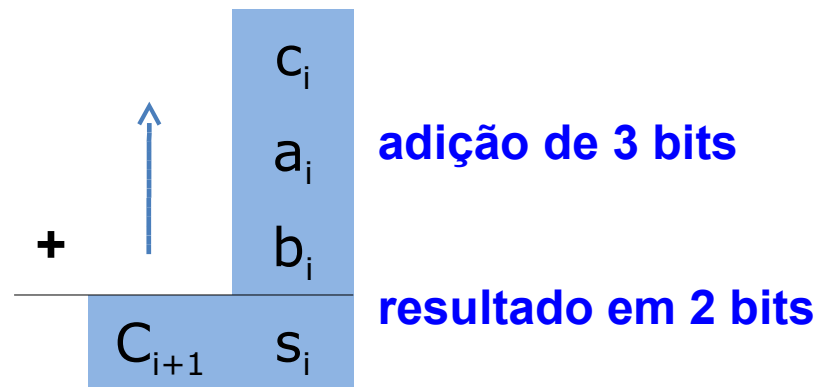 cᵢ
aᵢ
adição de 3 bits
+ bᵢ
resultado em 2 bits
Cᵢ₊₁ sᵢ